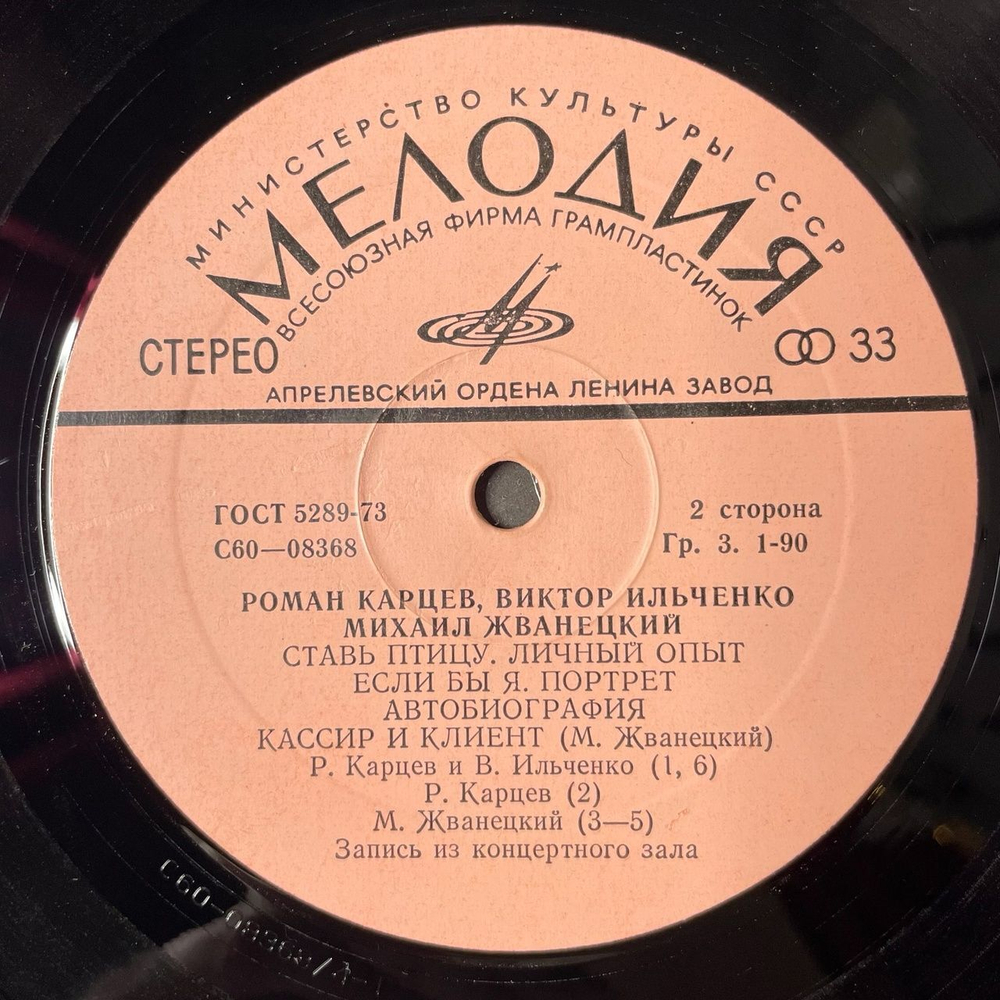 МИНИСТЕРСТВО КУЛЬТУРЫ СССР
МЕЛОДИЯ
ВСЕСОЮЗНАЯ ФИРМА ГРАМПЛАСТИНОК
СТЕРЕО
33
АПРЕЛЕВСКИЙ ОРДЕНА ЛЕНИНА ЗАВОД
ГОСТ 5289-73
2 сторона
С60—08368
Гр. 3. 1-90
РОМАН КАРЦЕВ, ВИКТОР ИЛЬЧЕНКО
МИХАИЛ ЖВАНЕЦКИЙ
СТАВЬ ПТИЦУ. ЛИЧНЫЙ ОПЫТ
ЕСЛИ БЫ Я. ПОРТРЕТ
АВТОБИОГРАФИЯ
КАССИР И КЛИЕНТ (М. Жванецкий)
Р. Карцев и В. Ильченко (1, 6)
Р. Карцев (2)
М. Жванецкий (3—5)
Запись из концертного зала